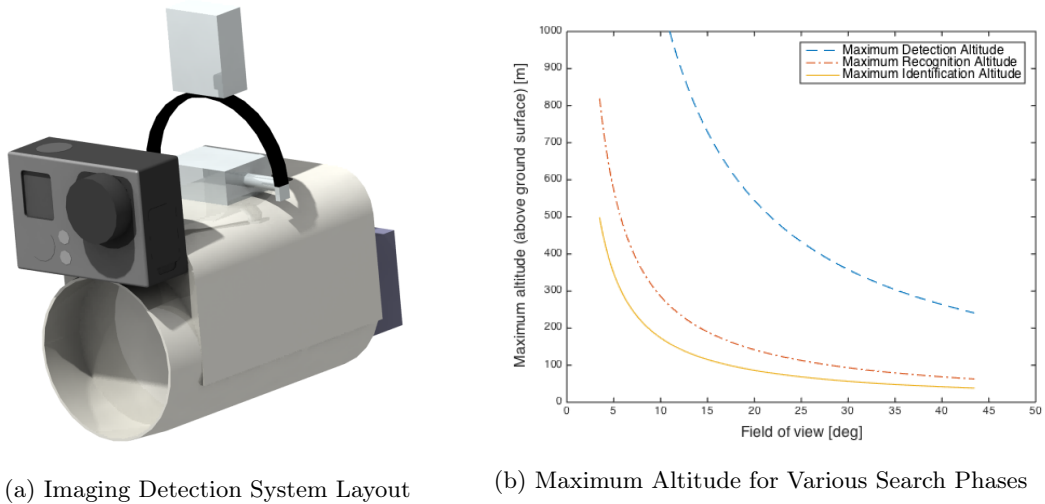 1000
900
800
700
600
500
400
300
200
100
0
0 5 10 15 20 25 30 35 40 45 50
Maximum altitude (above ground surface) [m]
Field of view [deg]
Maximum Detection Altitude
Maximum Recognition Altitude
Maximum Identification Altitude
(a) Imaging Detection System Layout
(b) Maximum Altitude for Various Search Phases